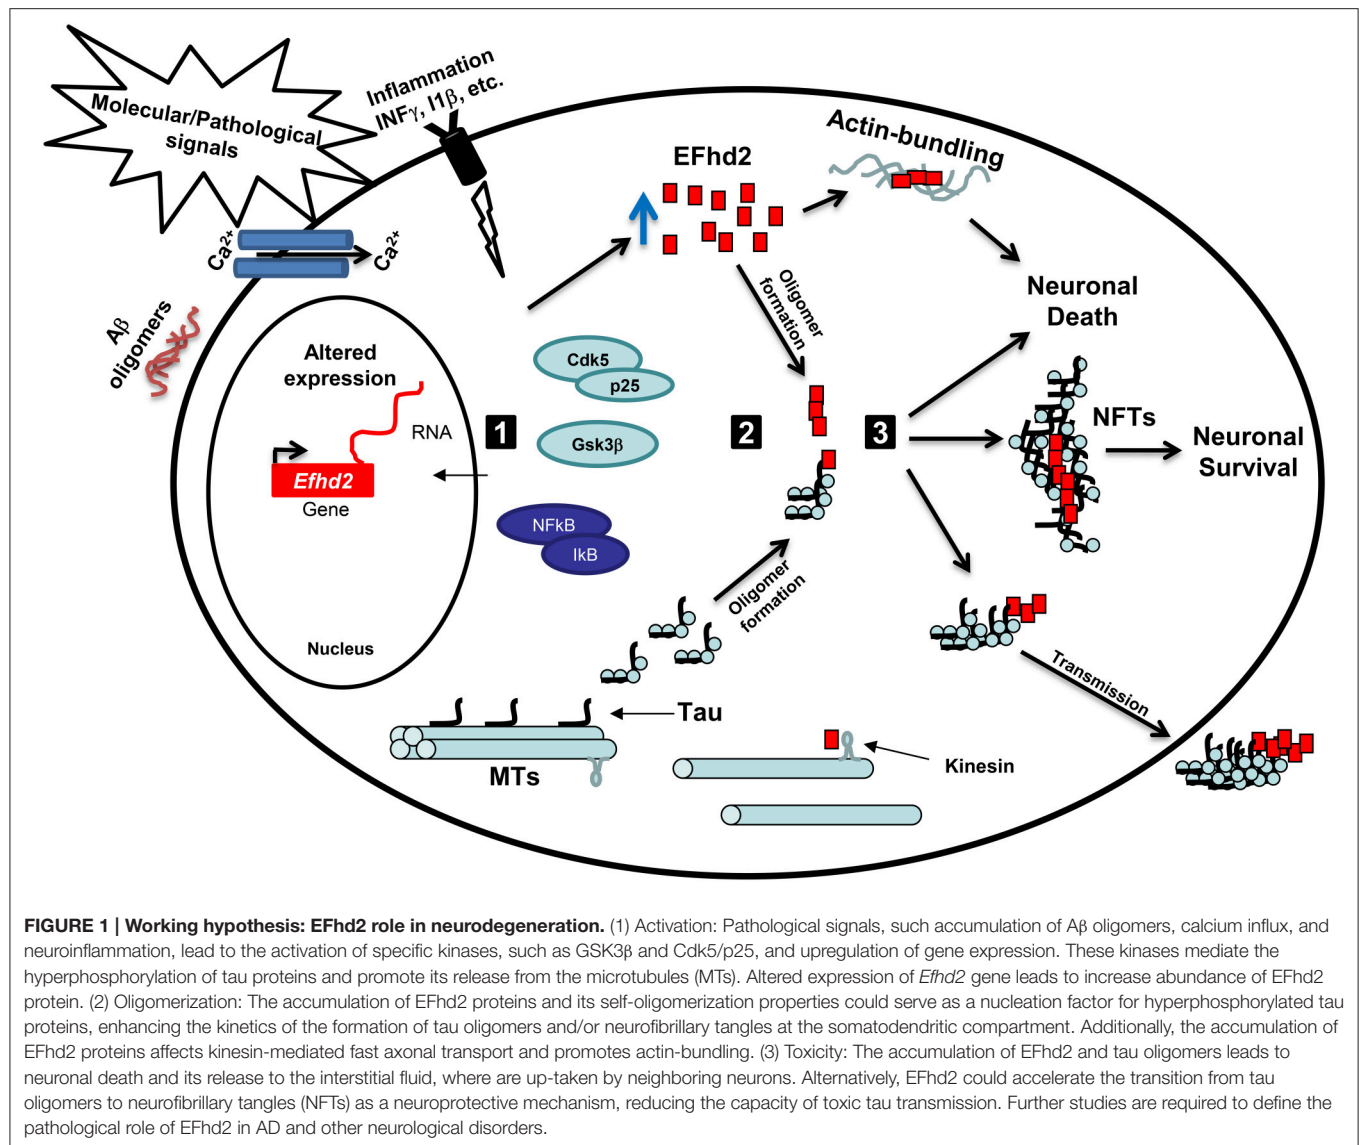 Molecular/Pathological
signals
Inflammation
INFγ, I1β, etc.
Ca²⁺
Ca²⁺
Aβ
oligomers
Altered
expression
RNA
Efhd2
Gene
Nucleus
1
Cdk5
p25
Gsk3β
NFkB
IkB
EFhd2
Actin-bundling
Oligomer
formation
2
Oligomer
formation
3
Neuronal
Death
NFTs
Neuronal
Survival
Transmission
Tau
MTs
Kinesin
FIGURE 1 | Working hypothesis: EFhd2 role in neurodegeneration. (1) Activation: Pathological signals, such accumulation of Aβ oligomers, calcium influx, and
neuroinflammation, lead to the activation of specific kinases, such as GSK3β and Cdk5/p25, and upregulation of gene expression. These kinases mediate the
hyperphosphorylation of tau proteins and promote its release from the microtubules (MTs). Altered expression of Efhd2 gene leads to increase abundance of EFhd2
protein. (2) Oligomerization: The accumulation of EFhd2 proteins and its self-oligomerization properties could serve as a nucleation factor for hyperphosphorylated tau
proteins, enhancing the kinetics of the formation of tau oligomers and/or neurofibrillary tangles at the somatodendritic compartment. Additionally, the accumulation of
EFhd2 proteins affects kinesin-mediated fast axonal transport and promotes actin-bundling. (3) Toxicity: The accumulation of EFhd2 and tau oligomers leads to
neuronal death and its release to the interstitial fluid, where are up-taken by neighboring neurons. Alternatively, EFhd2 could accelerate the transition from tau
oligomers to neurofibrillary tangles (NFTs) as a neuroprotective mechanism, reducing the capacity of toxic tau transmission. Further studies are required to define the
pathological role of EFhd2 in AD and other neurological disorders.